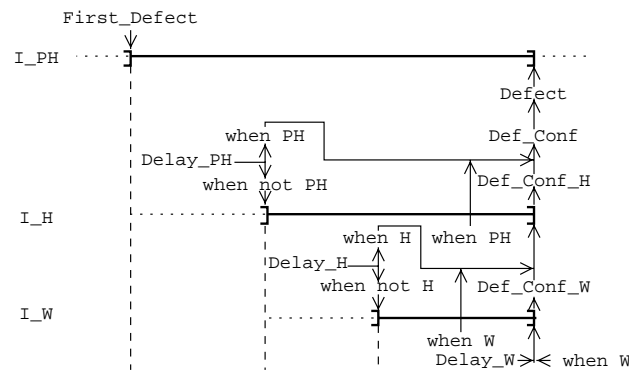 First_Defect
I_PH
Defect
when PH
Def_Conf
Delay_PH
when not PH
Def_Conf_H
I_H
when H
when PH
Delay_H
when not H
Def_Conf_W
I_W
when W
Delay_W
when W